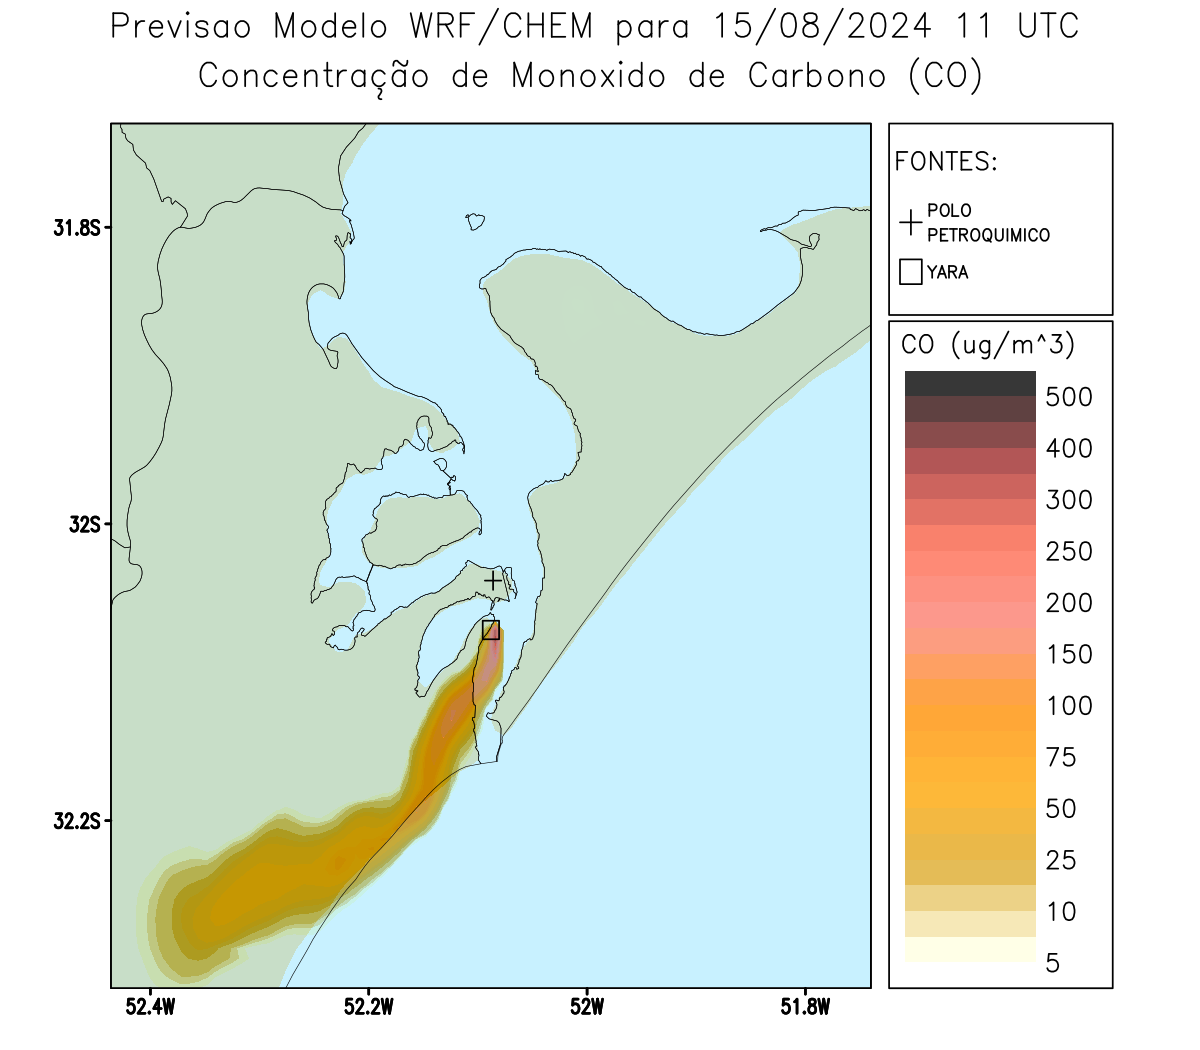 Previsao Modelo WRF/CHEM para 15/08/2024 11 UTC
Concentração de Monoxido de Carbono (CO)
FONTES:
POLO
PETROQUIMICO
YARA
CO (ug/m^3)
500
400
300
250
200
150
100
75
50
25
10
5
31.8S
32S
32.2S
52.4W
52.2W
52W
51.8W